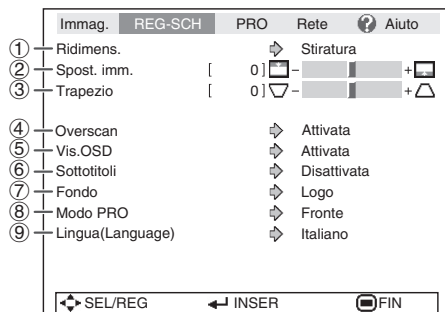 Immag. REG-SCH PRO Rete ? Aiuto
① Ridimens. Stiratura
② Spost. imm. [ 0 ] − +
③ Trapezio [ 0 ] − +
④ Overscan Attivata
⑤ Vis.OSD Attivata
⑥ Sottotitoli Disattivata
⑦ Fondo Logo
⑧ Modo PRO Fronte
⑨ Lingua(Language) Italiano
SEL/REG INSER FIN